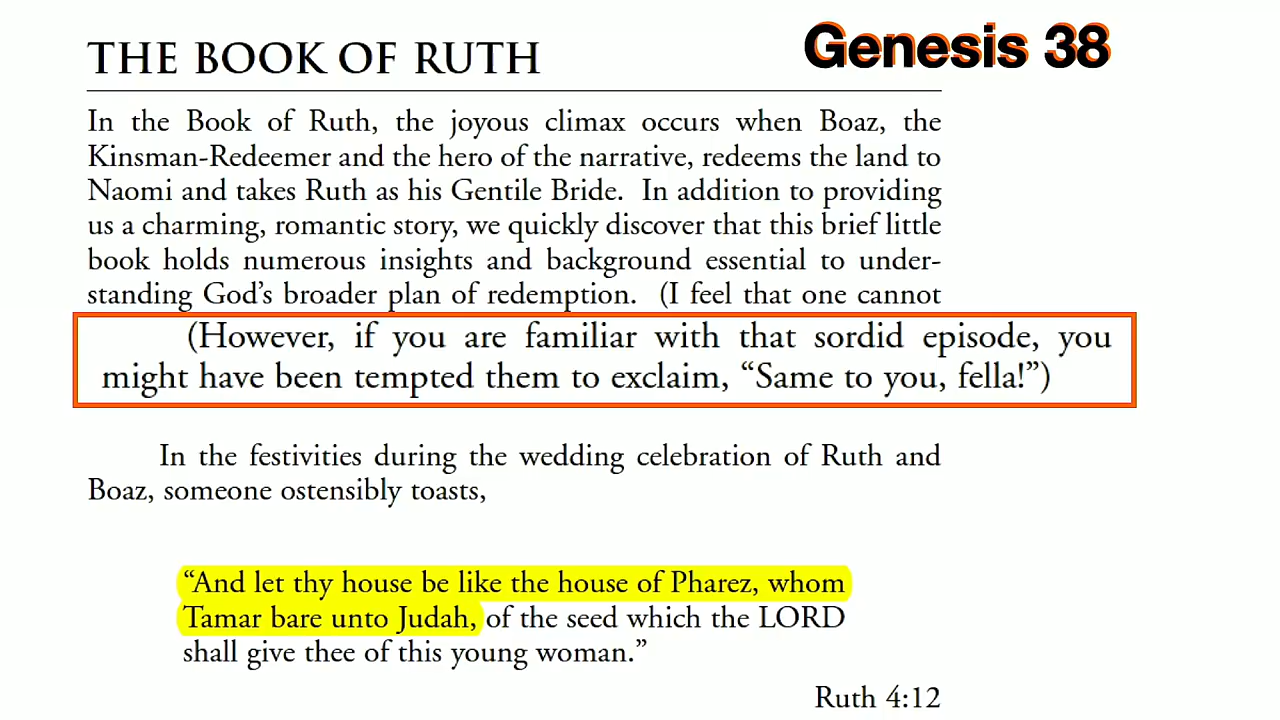 THE BOOK OF RUTH
Genesis 38
In the Book of Ruth, the joyous climax occurs when Boaz, the
Kinsman-Redeemer and the hero of the narrative, redeems the land to
Naomi and takes Ruth as his Gentile Bride. In addition to providing
us a charming, romantic story, we quickly discover that this brief little
book holds numerous insights and background essential to under-
standing God's broader plan of redemption. (I feel that one cannot
(However, if you are familiar with that sordid episode, you
might have been tempted them to exclaim, “Same to you, fella!”)
In the festivities during the wedding celebration of Ruth and
Boaz, someone ostensibly toasts,
“And let thy house be like the house of Pharez, whom
Tamar bare unto Judah, of the seed which the LORD
shall give thee of this young woman.”
Ruth 4:12